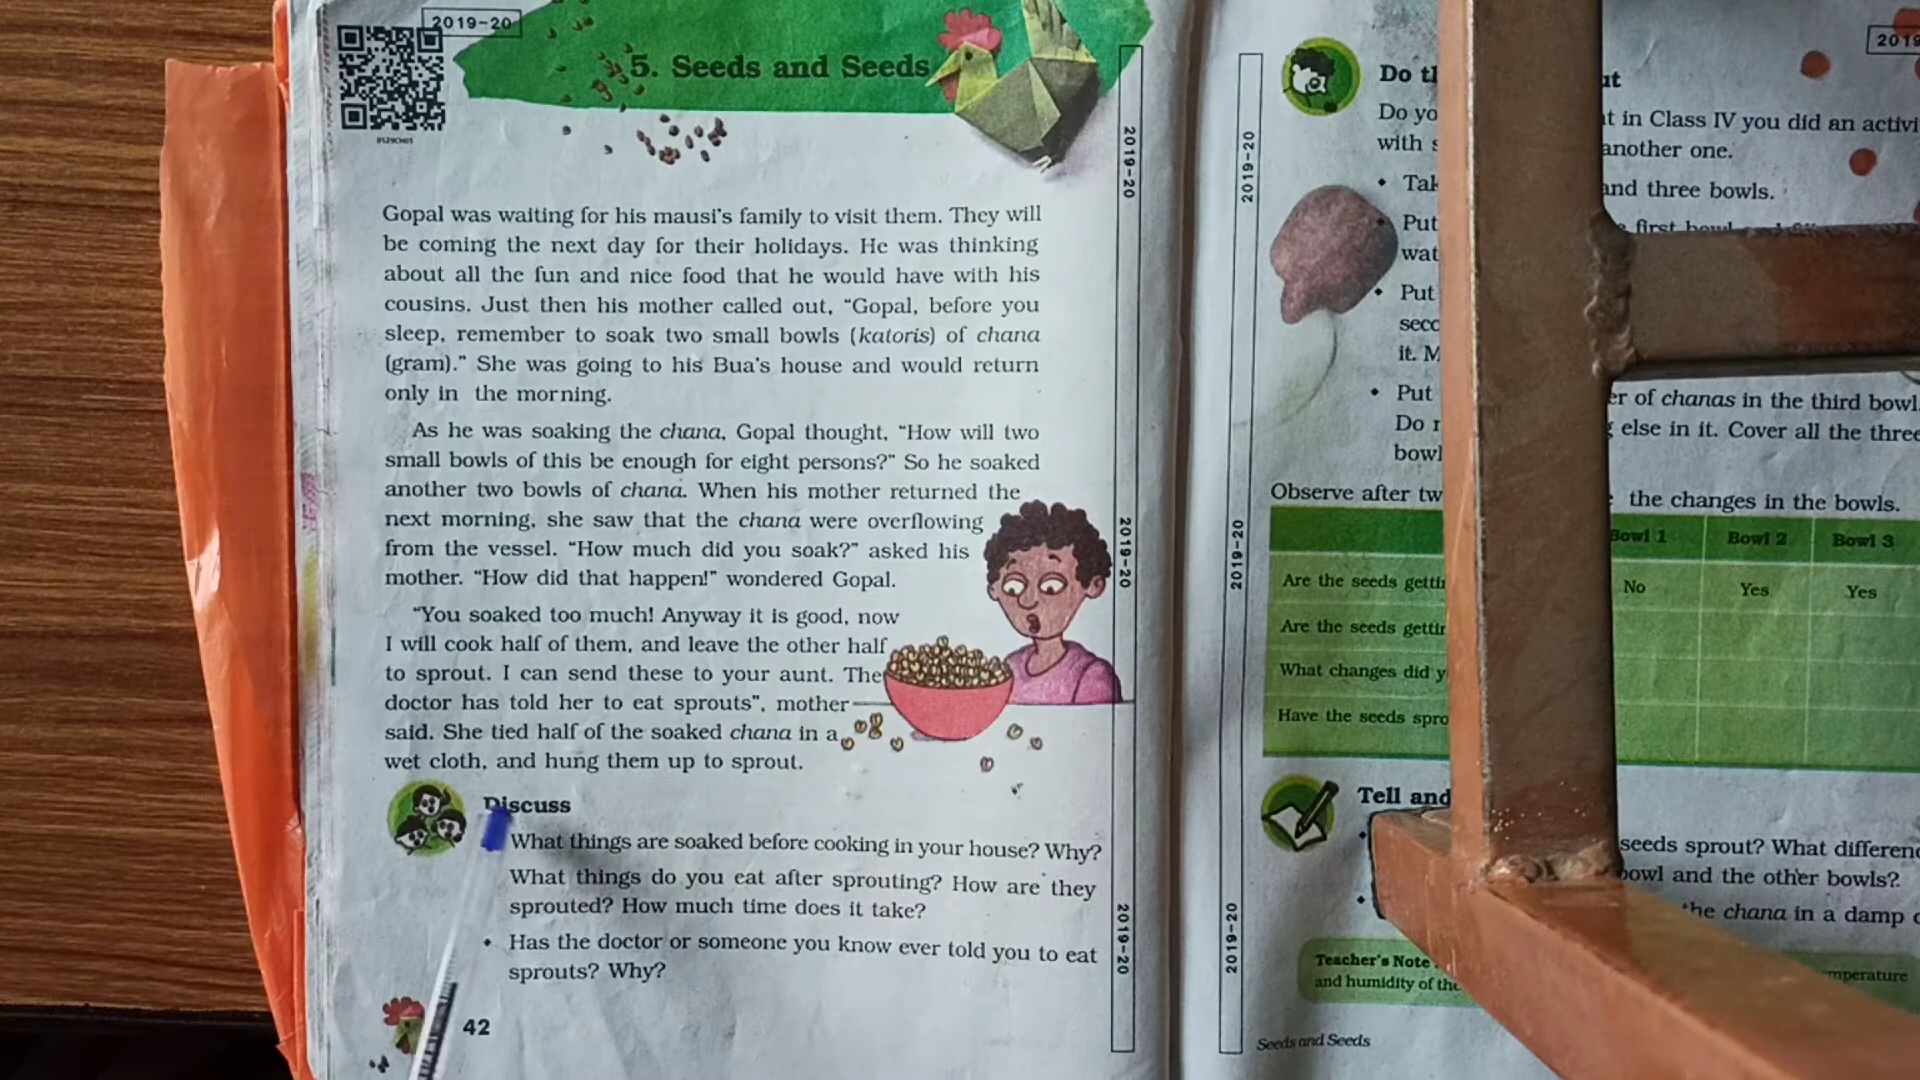 2019-20
5. Seeds and Seeds
Gopal was waiting for his mausi's family to visit them. They will
be coming the next day for their holidays. He was thinking
about all the fun and nice food that he would have with his
cousins. Just then his mother called out, “Gopal, before you
sleep, remember to soak two small bowls (katoris) of chana
(gram).” She was going to his Bua's house and would return
only in the morning.
As he was soaking the chana, Gopal thought, “How will two
small bowls of this be enough for eight persons?” So he soaked
another two bowls of chana. When his mother returned the
next morning, she saw that the chana were overflowing
from the vessel. “How much did you soak?” asked his
mother. “How did that happen!” wondered Gopal.
“You soaked too much! Anyway it is good, now
I will cook half of them, and leave the other half
to sprout. I can send these to your aunt. The
doctor has told her to eat sprouts”, mother
said. She tied half of the soaked chana in a
wet cloth, and hung them up to sprout.
Discuss
What things are soaked before cooking in your house? Why?
What things do you eat after sprouting? How are they
sprouted? How much time does it take?
• Has the doctor or someone you know ever told you to eat
sprouts? Why?
42
2019-20
2019-20
2019-20
2019-20
2019-20
2019-20
2019
Do
Do yo in Class IV you did an
with another one.
• and three bowls.
• Put first
wat
• Put
it.
• Put of chanas in the third bowl.
Do else in it. Cover all the three
bowl
Observe after the changes in the bowls.
Bowl 1 Bowl 2 Bowl 3
Are the seeds No Yes Yes
Are the seeds
What changes did
Have the seeds
Tell and
seeds sprout? What
bowl and the other bowls?
the chana in a damp
Teacher's Note
and humidity of the
Seeds and Seeds